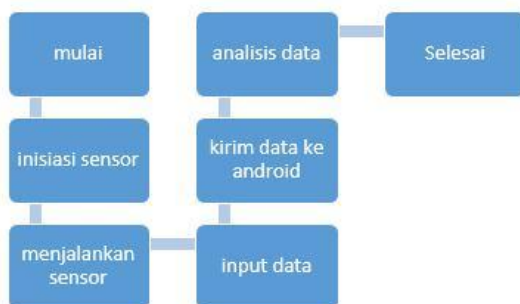 mulai
inisiasi sensor
menjalankan
sensor
input data
kirim data ke
android
analisis data
Selesai